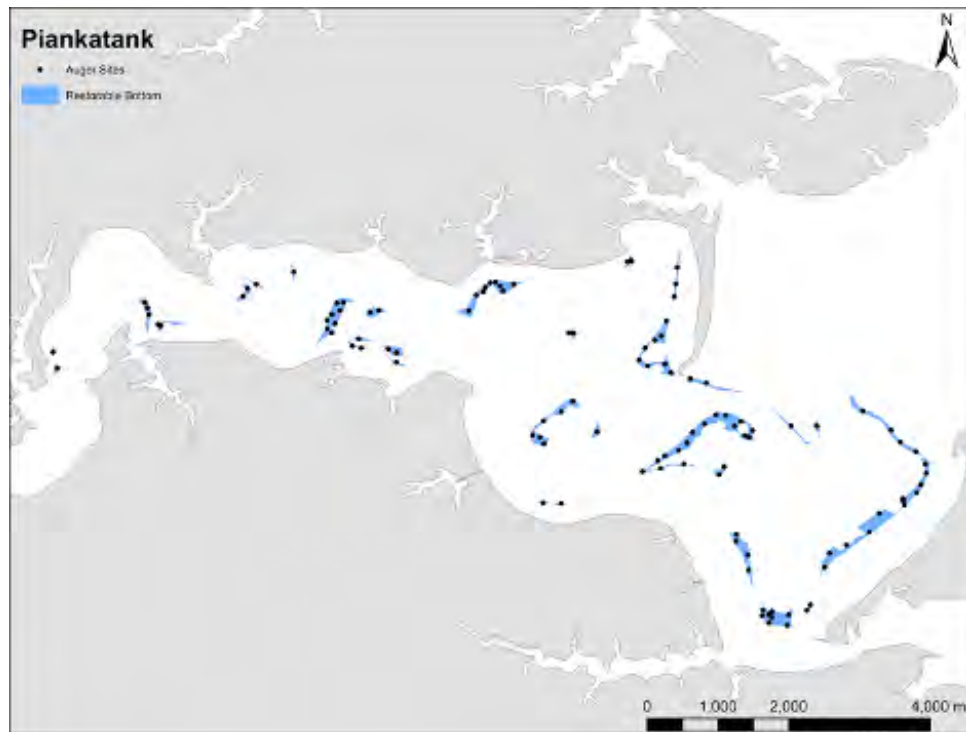 Piankatank
N
Auger Sites
Restorable Bottom
0 1,000 2,000 4,000 m